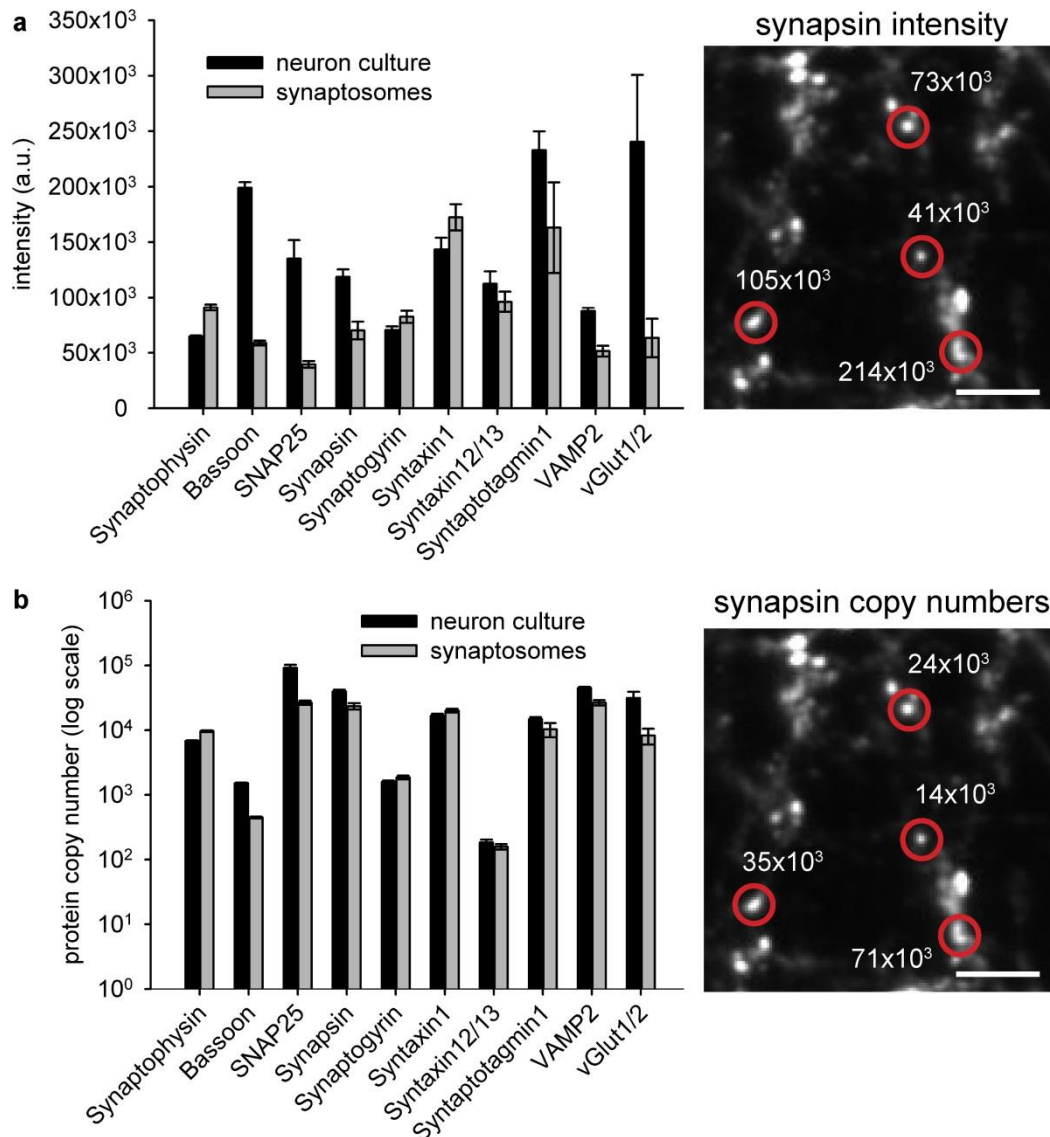 a
intensity (a.u.)
350x10³
300x10³
250x10³
200x10³
150x10³
100x10³
50x10³
0
neuron culture
synaptosomes
Synaptophysin
Bassoon
SNAP25
Synapsin
Synaptogyrin
Syntaxin1
Syntaxin12/13
Syntaptotagmin1
VAMP2
vGlut1/2
synapsin intensity
73x10³
41x10³
105x10³
214x10³
b
protein copy number (log scale)
10⁶
10⁵
10⁴
10³
10²
10¹
10⁰
neuron culture
synaptosomes
Synaptophysin
Bassoon
SNAP25
Synapsin
Synaptogyrin
Syntaxin1
Syntaxin12/13
Syntaptotagmin1
VAMP2
vGlut1/2
synapsin copy numbers
24x10³
14x10³
35x10³
71x10³